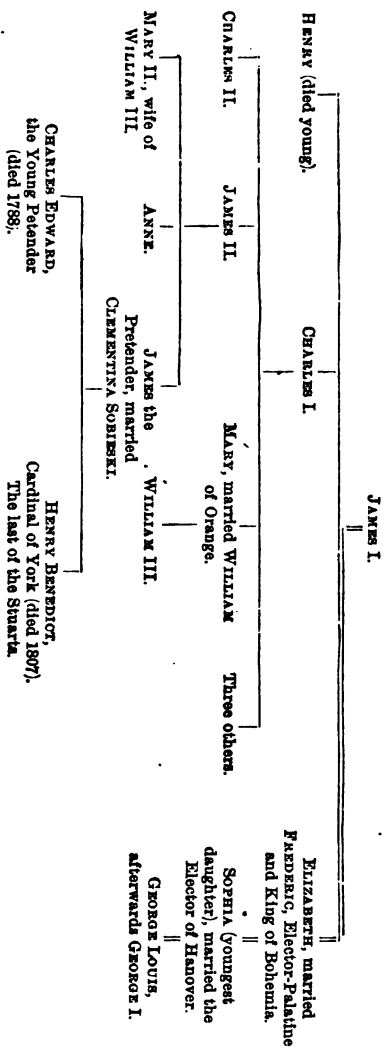 JAMES I.
HENRY (died young).
CHARLES I.
ELIZABETH, married
FREDERIC, Elector-Palatine
and King of Bohemia.
CHARLES II.
JAMES II.
MARY, married WILLIAM
of Orange.
Three others.
SOPHIA (youngest
daughter), married the
Elector of Hanover.
MARY II., wife of
WILLIAM III.
ANNE.
JAMES the
Pretender, married
CLEMENTINA SOBIESKI.
WILLIAM III.
GEORGE LOUIS,
afterwards GEORGE I.
CHARLES EDWARD,
the Young Petender
(died 1788).
HENRY BENEDICT,
Cardinal of York (died 1807).
The last of the Stuarts.